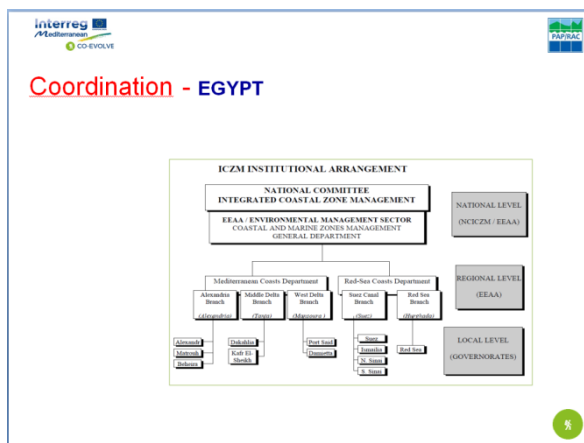 Interreg
Mediterranean
CO-EVOLVE
PAP/RAC
Coordination - EGYPT
ICZM INSTITUTIONAL ARRANGEMENT
NATIONAL COMMITTEE
INTEGRATED COASTAL ZONE MANAGEMENT
EEAA / ENVIRONMENTAL MANAGEMENT SECTOR
COASTAL AND MARINE ZONES MANAGEMENT
GENERAL DEPARTMENT
NATIONAL LEVEL
(NCICZM / EEAA)
Mediterranean Coasts Department
Red-Sea Coasts Department
REGIONAL LEVEL
(EEAA)
Alexandria
Branch
(Alexandria)
Middle Delta
Branch
(Tanta)
West Delta
Branch
(Mansoura )
Suez Canal
Branch
(Suez)
Red Sea
Branch
(Hurghada)
LOCAL LEVEL
(GOVERNORATES)
Matrouh
Dakahlia
Kafr El-
Sheikh
Port Said
Damietta
Suez
N. Sinai
S. Sinai
Red Sea